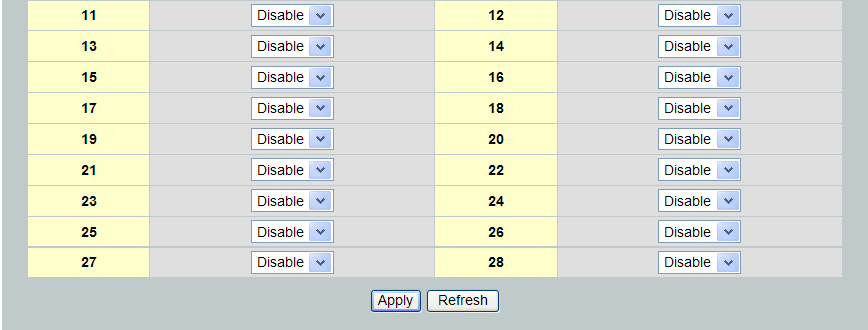 11 Disable 12 Disable
13 Disable 14 Disable
15 Disable 16 Disable
17 Disable 18 Disable
19 Disable 20 Disable
21 Disable 22 Disable
23 Disable 24 Disable
25 Disable 26 Disable
27 Disable 28 Disable
Apply Refresh